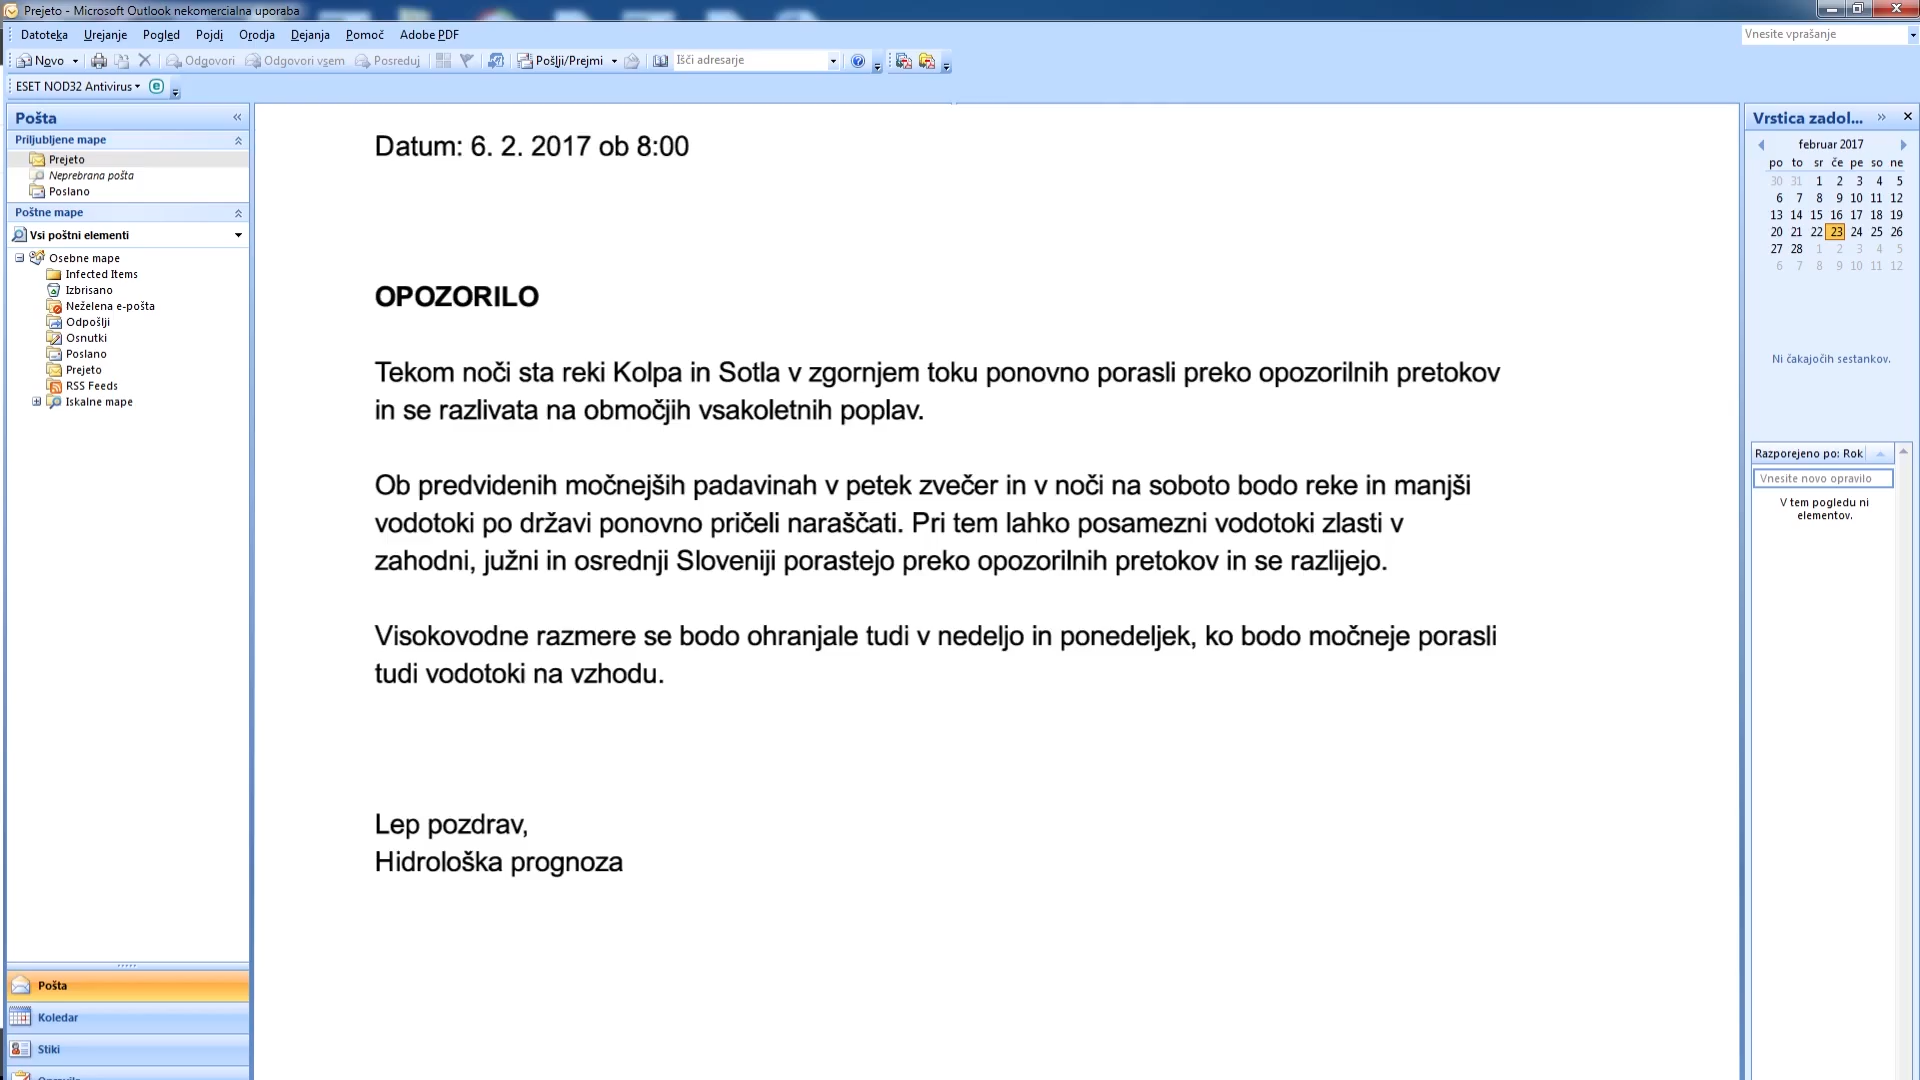 Prejeto - Microsoft Outlook nekomercialna uporaba
Datoteka Urejanje Pogled Pojdi Orodja Dejanja Pomoč Adobe PDF
Vnesite vprašanje
Novo Odgovori Odgovori vsem Posreduj Pošlji/Prejmi Išči adresarje
ESET NOD32 Antivirus
Pošta
Priljubljene mape
Prejeto
Neprebrana pošta
Poslano
Poštne mape
Vsi poštni elementi
Osebne mape
Infected Items
Izbrisano
Neželena e-pošta
Odpošlji
Osnutki
Poslano
Prejeto
RSS Feeds
Iskalne mape
Pošta
Koledar
Stiki
Datum: 6. 2. 2017 ob 8:00
OPOZORILO
Tekom noči sta reki Kolpa in Sotla v zgornjem toku ponovno porasli preko opozorilnih pretokov
in se razlivata na območjih vsakoletnih poplav.
Ob predvidenih močnejših padavinah v petek zvečer in v noči na soboto bodo reke in manjši
vodotoki po državi ponovno pričeli naraščati. Pri tem lahko posamezni vodotoki zlasti v
zahodni, južni in osrednji Sloveniji porastejo preko opozorilnih pretokov in se razlijejo.
Visokovodne razmere se bodo ohranjale tudi v nedeljo in ponedeljek, ko bodo močneje porasli
tudi vodotoki na vzhodu.
Lep pozdrav,
Hidrološka prognoza
Vrstica zadol...
februar 2017
po to sr če pe so ne
30 31 1 2 3 4 5
6 7 8 9 10 11 12
13 14 15 16 17 18 19
20 21 22 23 24 25 26
27 28 1 2 3 4 5
6 7 8 9 10 11 12
Ni čakajočih sestankov.
Razporejeno po: Rok
Vnesite novo opravilo
V tem pogledu ni
elementov.